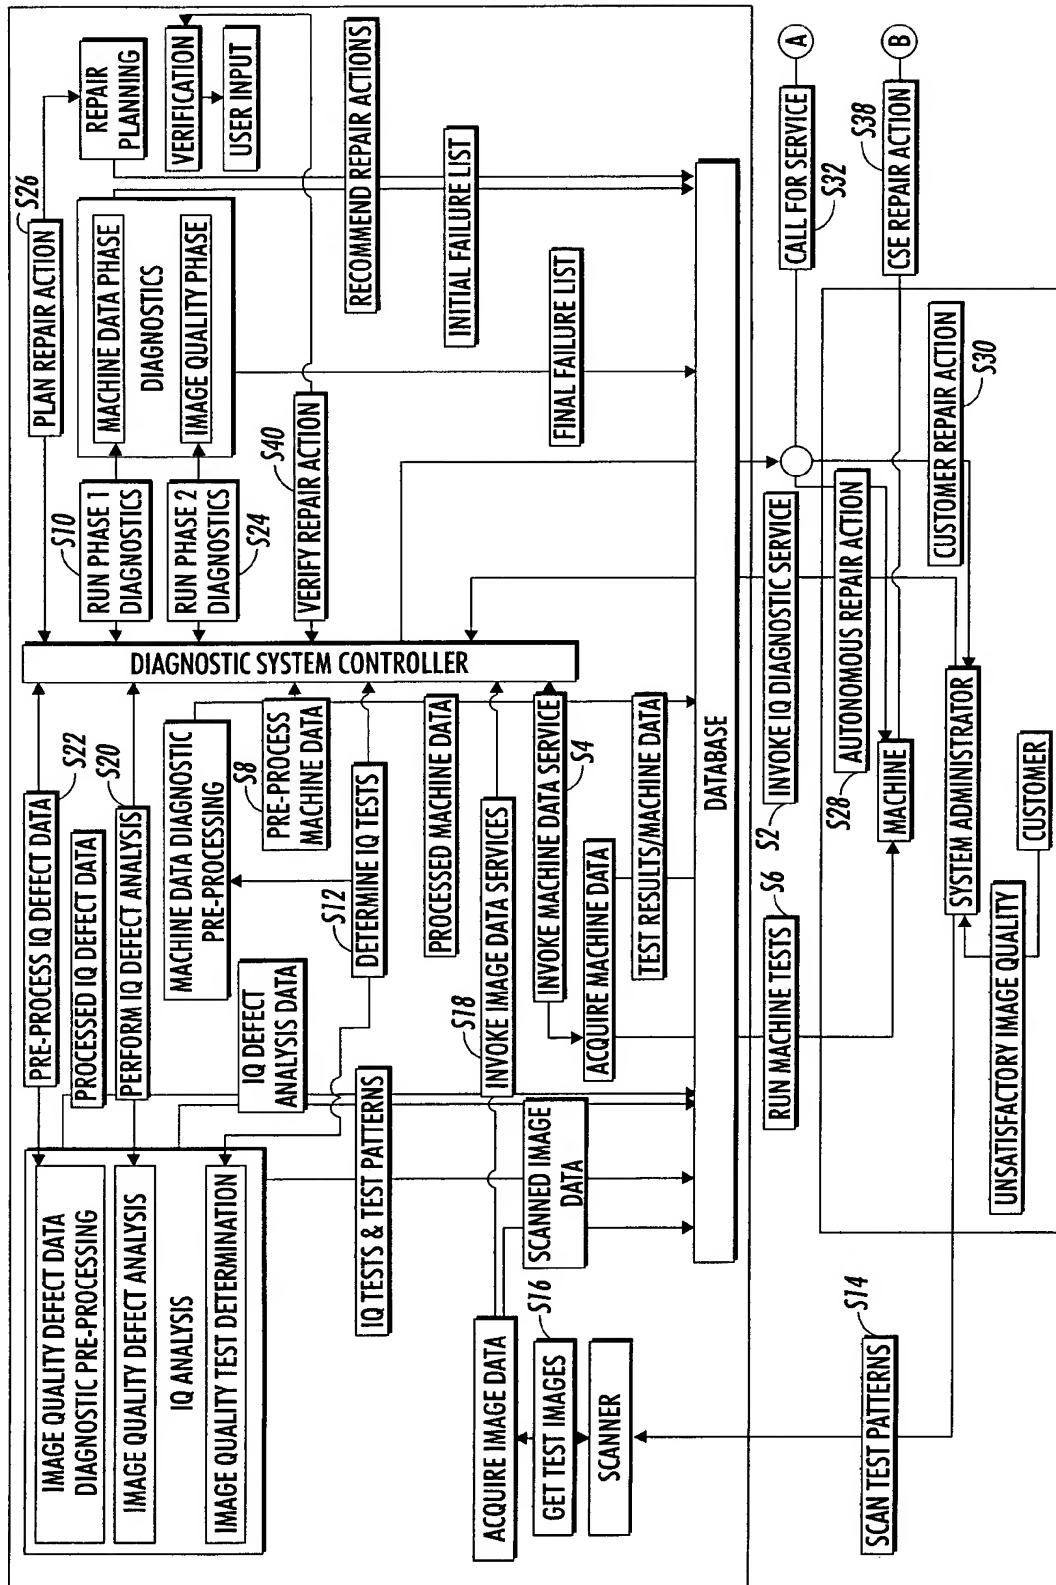 IMAGE QUALITY DEFECT DATA
DIAGNOSTIC PRE-PROCESSING
IMAGE QUALITY DEFECT ANALYSIS
IQ ANALYSIS
IMAGE QUALITY TEST DETERMINATION
PRE-PROCESS IQ DEFECT DATA
S22
PROCESSED IQ DEFECT DATA
PERFORM IQ DEFECT ANALYSIS
S20
MACHINE DATA DIAGNOSTIC
PRE-PROCESSING
IQ DEFECT
ANALYSIS DATA
S8
PRE-PROCESS
MACHINE DATA
S12
DETERMINE IQ TESTS
IQ TESTS & TEST PATTERNS
PROCESSED MACHINE DATA
S18
INVOKE IMAGE DATA SERVICES
INVOKE MACHINE DATA SERVICE
S4
ACQUIRE MACHINE DATA
TEST RESULTS/MACHINE DATA
SCANNED IMAGE
DATA
ACQUIRE IMAGE DATA
S16
GET TEST IMAGES
SCANNER
DIAGNOSTIC SYSTEM CONTROLLER
PLAN REPAIR ACTION
S26
REPAIR
PLANNING
S10
RUN PHASE 1
DIAGNOSTICS
MACHINE DATA PHASE
DIAGNOSTICS
IMAGE QUALITY PHASE
RUN PHASE 2
DIAGNOSTICS
S24
VERIFICATION
USER INPUT
S40
VERIFY REPAIR ACTION
RECOMMEND REPAIR ACTIONS
INITIAL FAILURE LIST
FINAL FAILURE LIST
DATABASE
S6
RUN MACHINE TESTS
S2
INVOKE IQ DIAGNOSTIC SERVICE
S28
AUTONOMOUS REPAIR ACTION
CALL FOR SERVICE
S32
A
S38
CSE REPAIR ACTION
B
CUSTOMER REPAIR ACTION
S30
MACHINE
SYSTEM ADMINISTRATOR
UNSATISFACTORY IMAGE QUALITY
CUSTOMER
S14
SCAN TEST PATTERNS